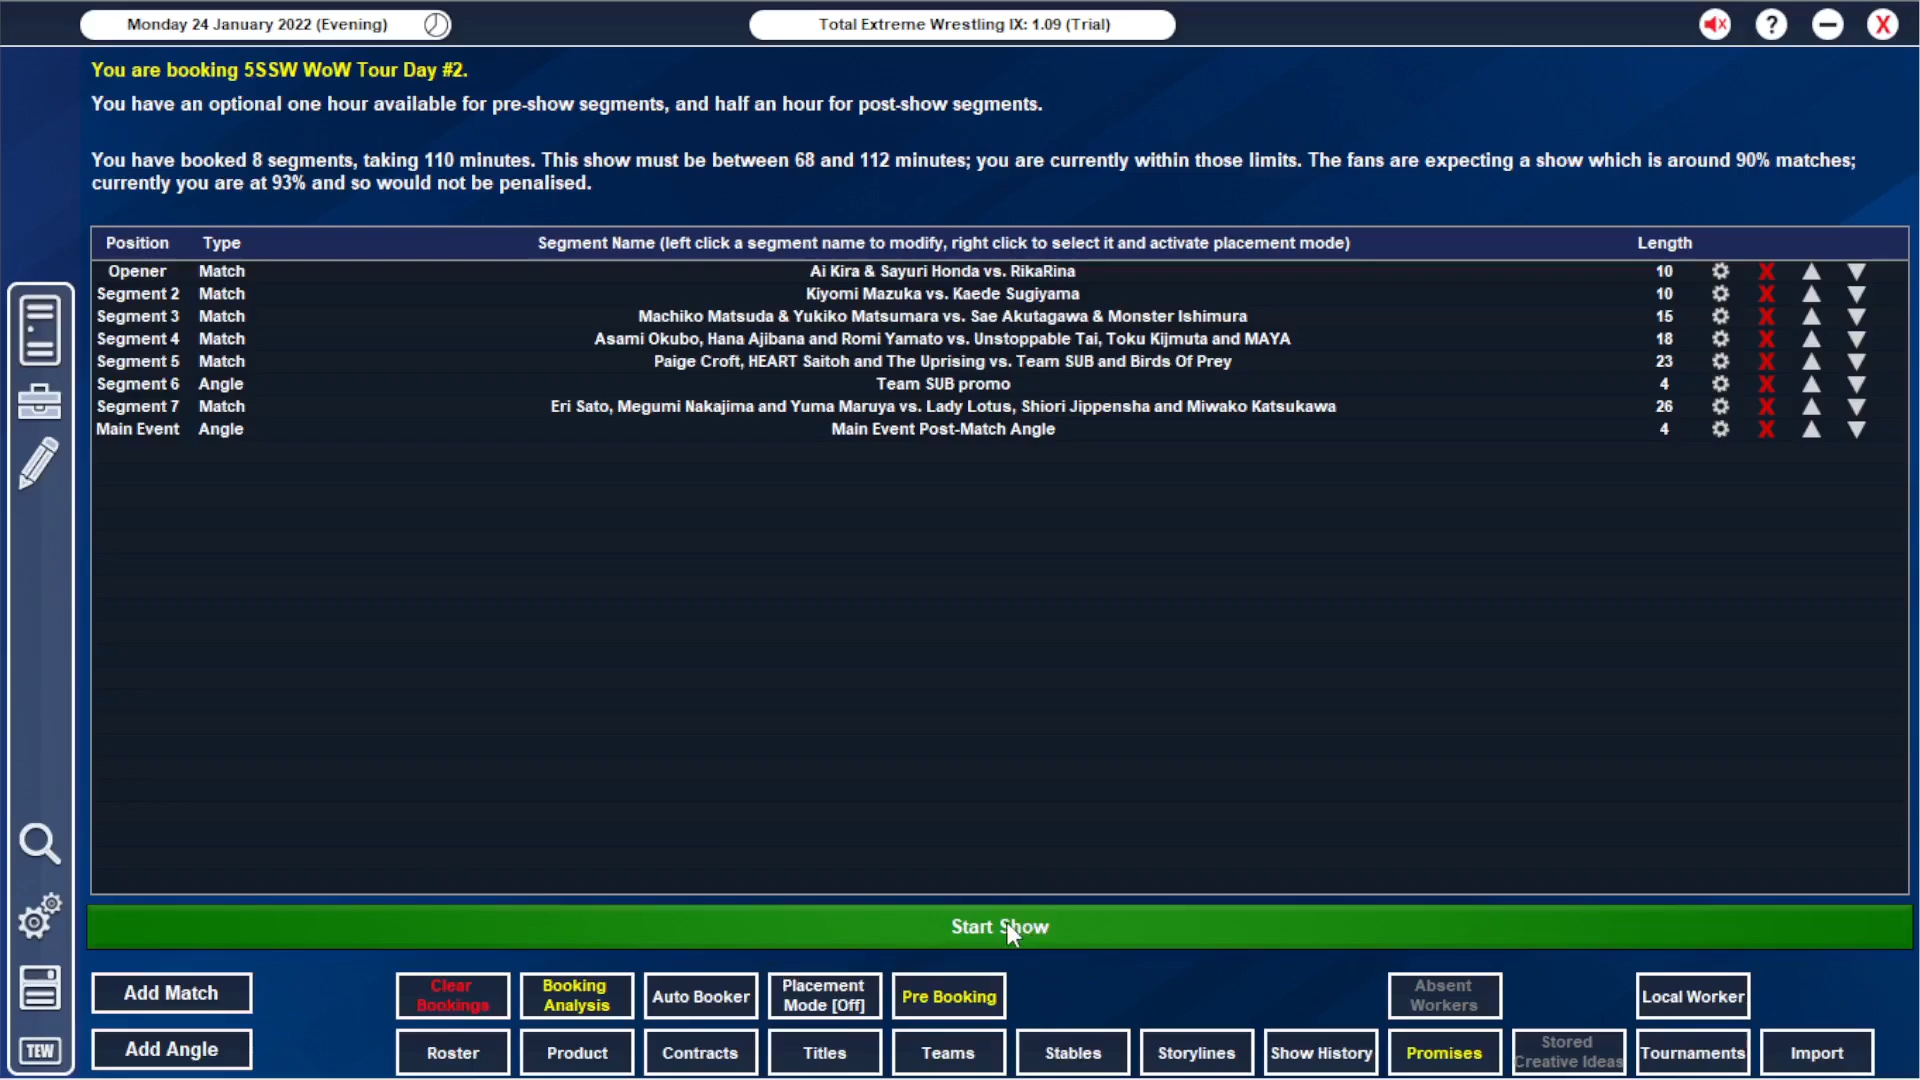 Monday 24 January 2022 (Evening)
Total Extreme Wrestling IX: 1.09 (Trial)
?
X
You are booking 5SSW WoW Tour Day #2.
You have an optional one hour available for pre-show segments, and half an hour for post-show segments.
You have booked 8 segments, taking 110 minutes. This show must be between 68 and 112 minutes; you are currently within those limits. The fans are expecting a show which is around 90% matches;
currently you are at 93% and so would not be penalised.
Position Type Segment Name (left click a segment name to modify, right click to select it and activate placement mode) Length
Opener Match Ai Kira & Sayuri Honda vs. RikaRina 10 X
Segment 2 Match Kiyomi Mazuka vs. Kaede Sugiyama 10 X
Segment 3 Match Machiko Matsuda & Yukiko Matsumara vs. Sae Akutagawa & Monster Ishimura 15 X
Segment 4 Match Asami Okubo, Hana Ajibana and Romi Yamato vs. Unstoppable Tai, Toku Kijmuta and MAYA 18 X
Segment 5 Match Paige Croft, HEART Saitoh and The Uprising vs. Team SUB and Birds Of Prey 23 X
Segment 6 Angle Team SUB promo 4 X
Segment 7 Match Eri Sato, Megumi Nakajima and Yuma Maruya vs. Lady Lotus, Shiori Jippensha and Miwako Katsukawa 26 X
Main Event Angle Main Event Post-Match Angle 4 X
Start Show
Add Match
Clear Bookings
Booking Analysis
Auto Booker
Placement Mode [Off]
Pre Booking
Absent Workers
Local Worker
TEW
Add Angle
Roster
Product
Contracts
Titles
Teams
Stables
Storylines
Show History
Promises
Stored Creative Ideas
Tournaments
Import